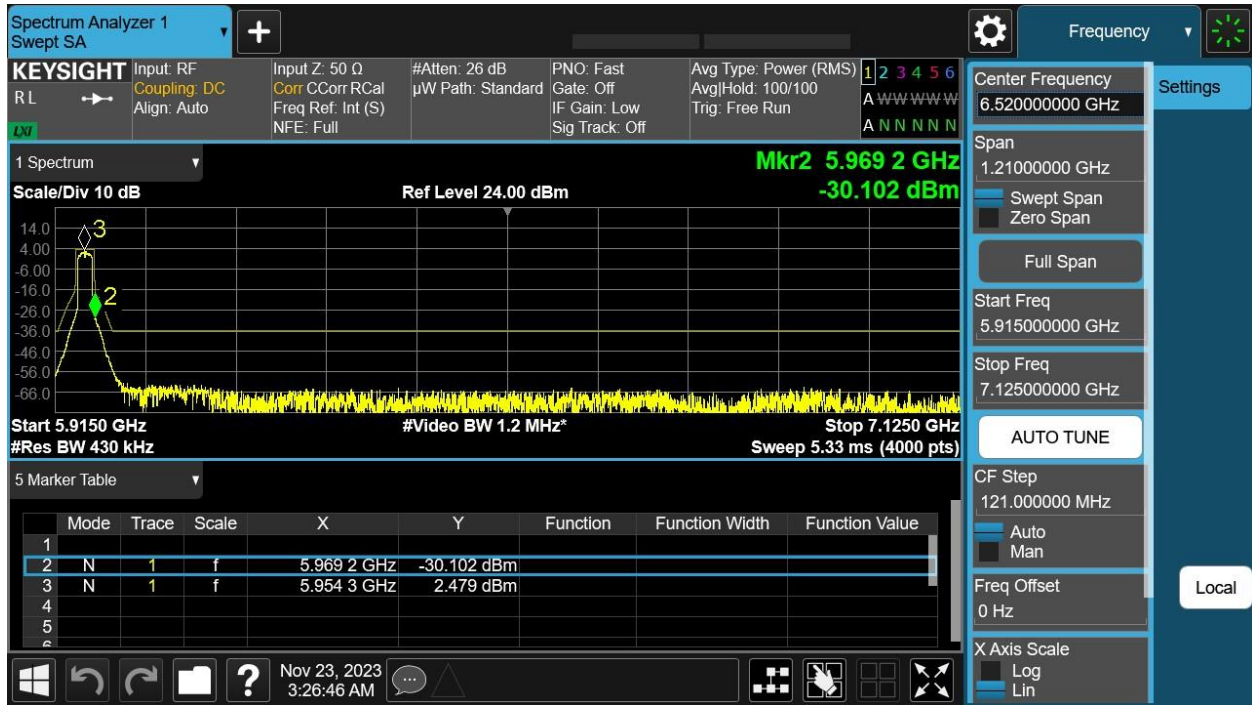 Spectrum Analyzer 1
Swept SA
+
Frequency
KEYSIGHT
RL
LXI
Input: RF
Coupling: DC
Align: Auto
Input Z: 50 Ω
Corr CCorr RCal
Freq Ref: Int (S)
NFE: Full
#Atten: 26 dB
µW Path: Standard
PNO: Fast
Gate: Off
IF Gain: Low
Sig Track: Off
Avg Type: Power (RMS)
Avg|Hold: 100/100
Trig: Free Run
1 2 3 4 5 6
A W W W W W
A N N N N N
1 Spectrum
Mkr2 5.969 2 GHz
-30.102 dBm
Scale/Div 10 dB
Ref Level 24.00 dBm
14.0
4.00
-6.00
-16.0
-26.0
-36.0
-46.0
-56.0
-66.0
3
2
Start 5.9150 GHz
#Video BW 1.2 MHz*
Stop 7.1250 GHz
#Res BW 430 kHz
Sweep 5.33 ms (4000 pts)
5 Marker Table
Mode Trace Scale X Y Function Function Width Function Value
1
2 N 1 f 5.969 2 GHz -30.102 dBm
3 N 1 f 5.954 3 GHz 2.479 dBm
4
5
6
Nov 23, 2023
3:26:46 AM
?
Center Frequency
6.520000000 GHz
Settings
Span
1.21000000 GHz
Swept Span
Zero Span
Full Span
Start Freq
5.915000000 GHz
Stop Freq
7.125000000 GHz
AUTO TUNE
CF Step
121.000000 MHz
Auto
Man
Freq Offset
0 Hz
Local
X Axis Scale
Log
Lin